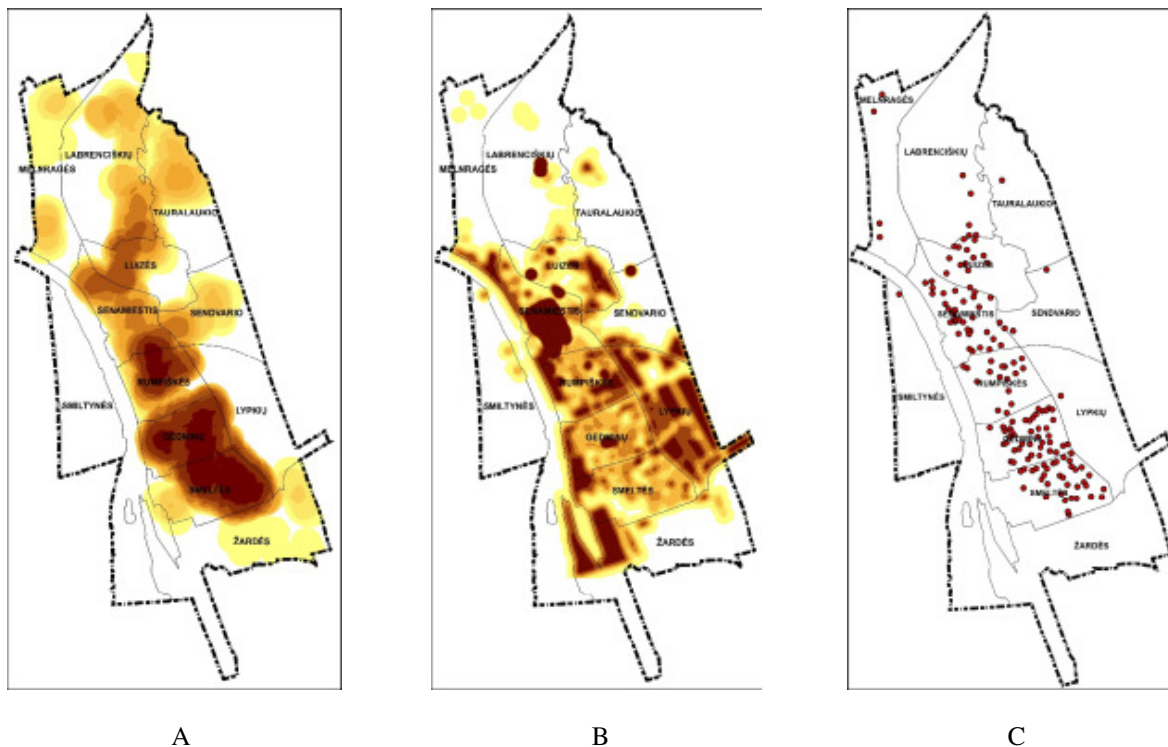 MELNRAGĖS
LABRENCIŠKIŲ
TAURALAUKIO
LUIZĖS
SENAMIESTIS
SENDVARIO
RUMPIŠKĖS
SMILTYNĖS
LYPKIŲ
GEDMINŲ
SMELTĖS
ŽARDĖS
LABRENCIŠKIŲ
MELNRAGĖS
TAURALAUKIO
LUIZĖS
SENAMIESTIS
SENDVARIO
RUMPIŠKĖS
SMILTYNĖS
LYPKIŲ
GEDMINŲ
SMELTĖS
ŽARDĖS
MELNRAGĖS
LABRENCIŠKIŲ
TAURALAUKIO
LUIZĖS
SENAMIESTIS
SENDVARIO
RUMPIŠKĖS
SMILTYNĖS
LYPKIŲ
GEDMINŲ
SMELTĖS
ŽARDĖS
A B C